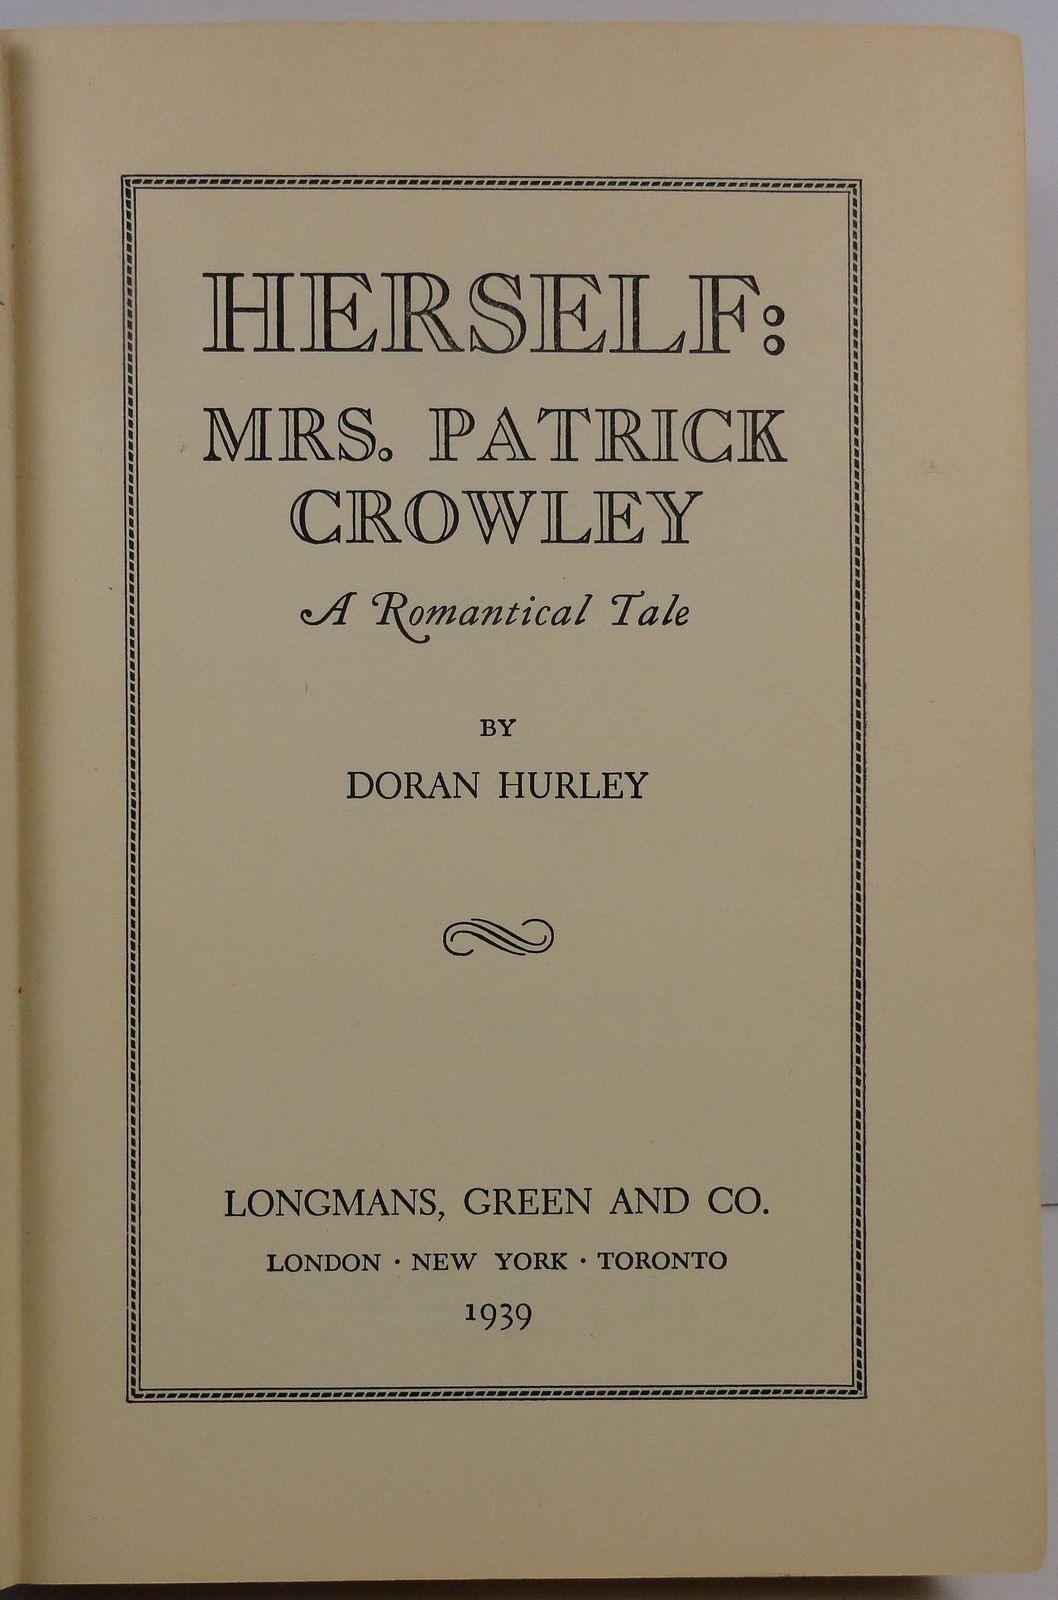 HERSELF:
MRS. PATRICK
CROWLEY
A Romantical Tale
BY
DORAN HURLEY
LONGMANS, GREEN AND CO.
LONDON · NEW YORK · TORONTO
1939